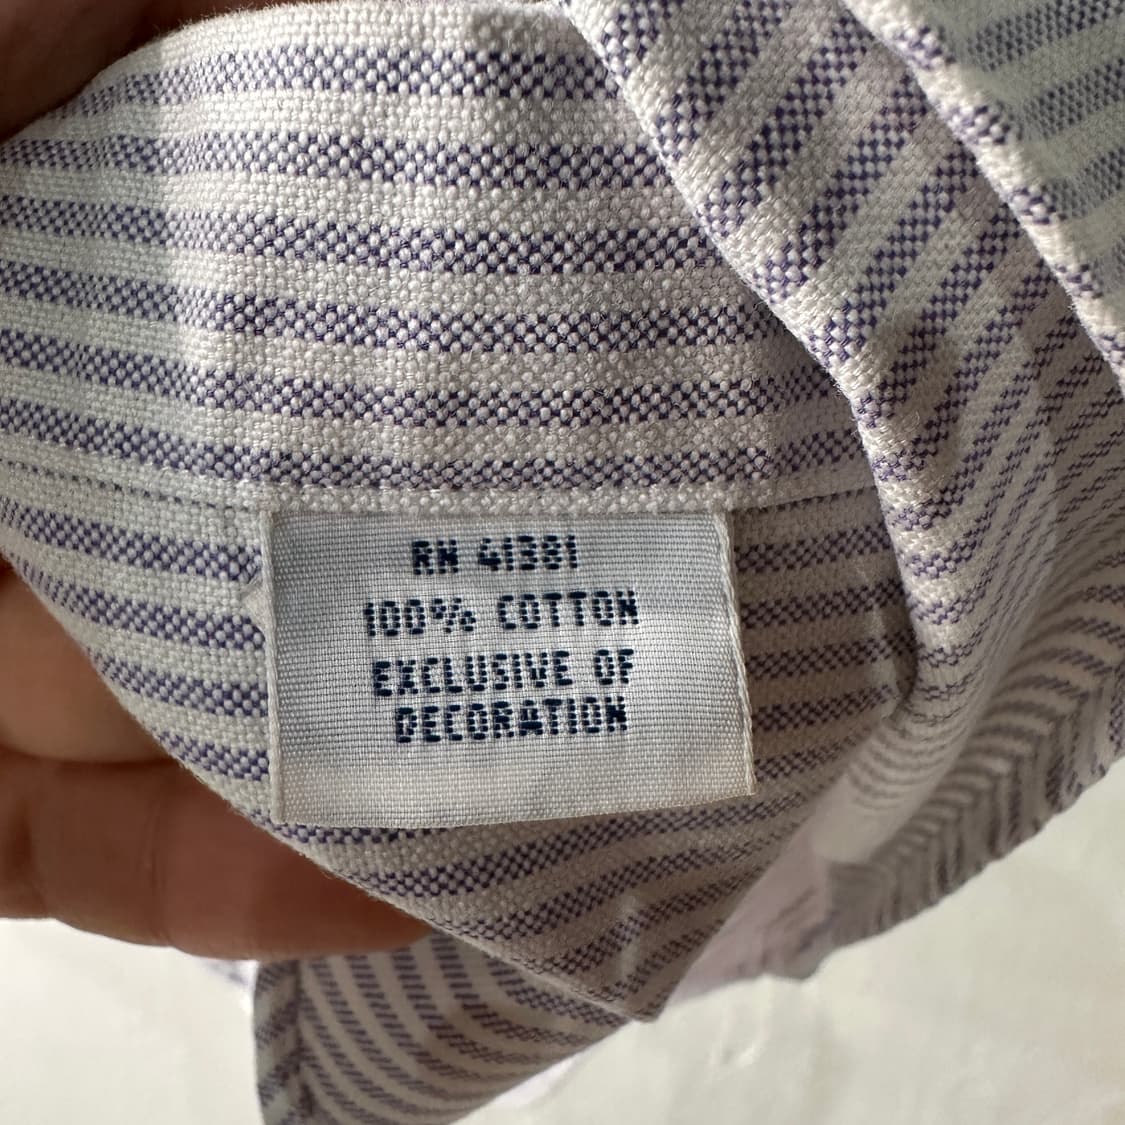 RN 41381
100% COTTON
EXCLUSIVE OF
DECORATION